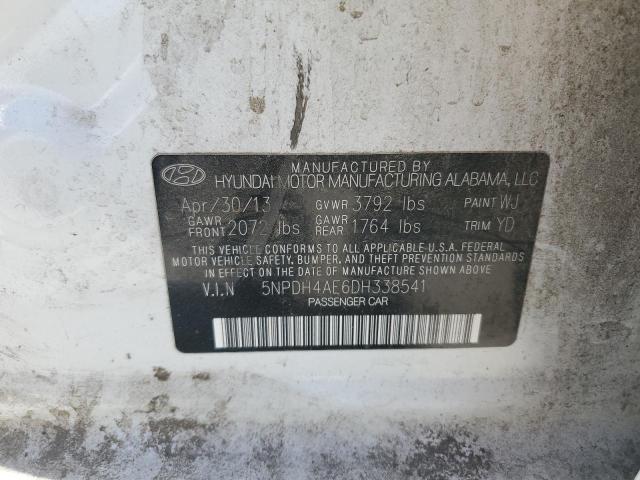 MANUFACTURED BY
HYUNDAI MOTOR MANUFACTURING ALABAMA, LLC
Apr/30/13 GVWR 3792 lbs PAINT WJ
GAWR FRONT 2072 lbs GAWR REAR 1764 lbs TRIM YD
THIS VEHICLE CONFORMS TO ALL APPLICABLE U.S.A. FEDERAL
MOTOR VEHICLE SAFETY, BUMPER, AND THEFT PREVENTION STANDARDS
IN EFFECT ON THE DATE OF MANUFACTURE SHOWN ABOVE.
V.I.N 5NPDH4AE6DH338541
PASSENGER CAR